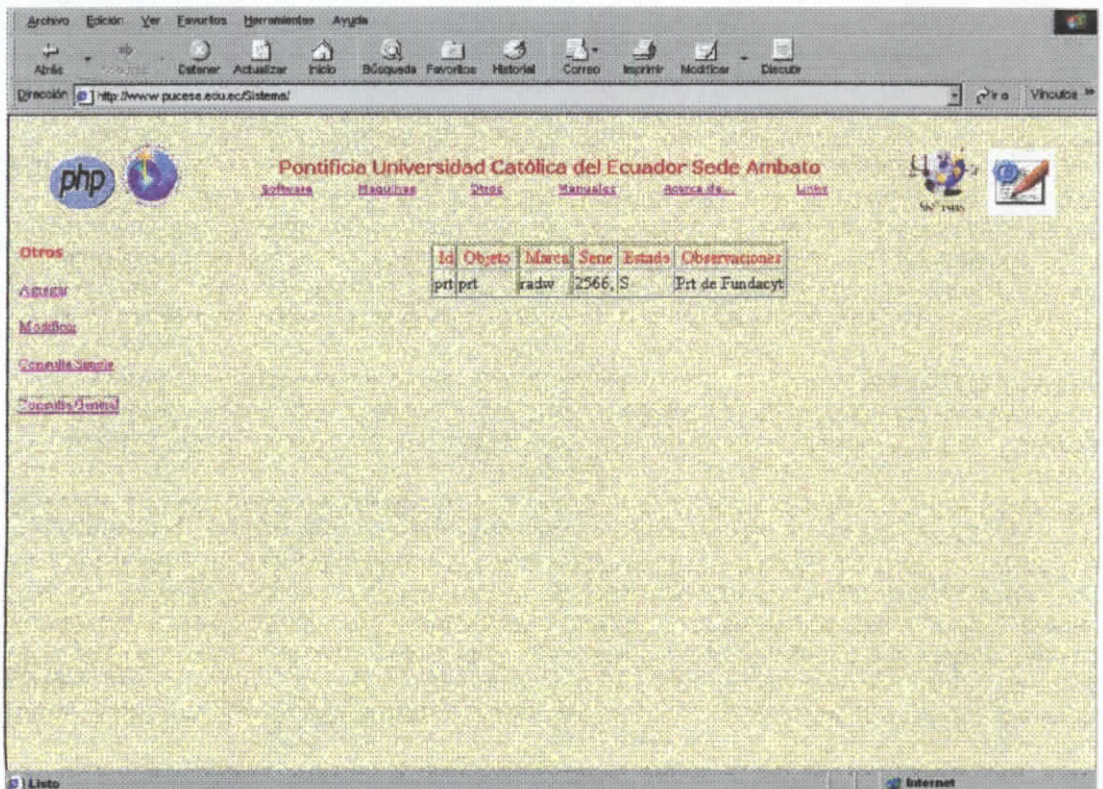 Archivo Edición Ver Favoritos Herramientas Ayuda
Atrás Detener Actualizar Inicio Búsqueda Favoritos Historial Correo Imprimir Modificar Discutir
Dirección http://www.pucesa.edu.ec/Sistema/ Ir a Vínculos »
php
Pontificia Universidad Católica del Ecuador Sede Ambato
Software Maquinas Otros Manuales Acerca de... Links
Otros
Id Objeto Marca Serie Estado Observaciones
prt prt radw 2566, S Prt de Fundacyt
Agregar
Modificar
Consulta Simple
Consulta General
Listo Internet